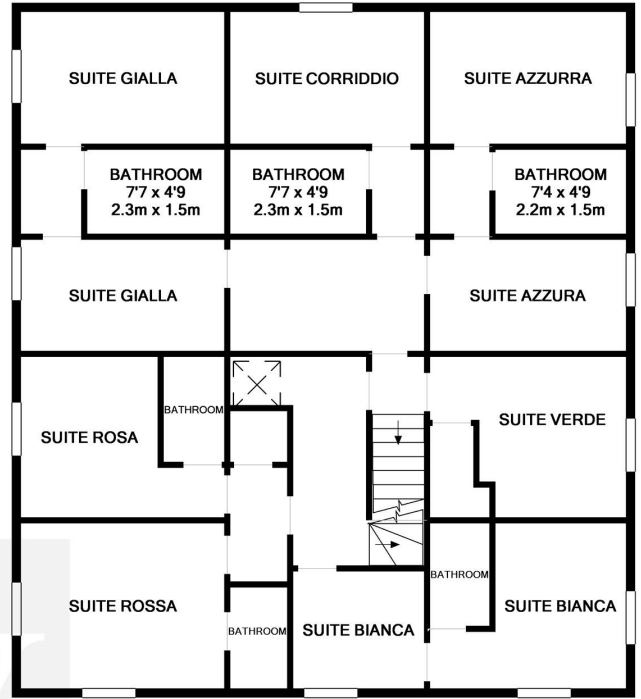 SUITE GIALLA
SUITE CORRIDDIO
SUITE AZZURRA
BATHROOM
7'7 x 4'9
2.3m x 1.5m
BATHROOM
7'7 x 4'9
2.3m x 1.5m
BATHROOM
7'4 x 4'9
2.2m x 1.5m
SUITE GIALLA
SUITE AZZURA
BATHROOM
SUITE ROSA
SUITE VERDE
BATHROOM
SUITE ROSSA
BATHROOM
SUITE BIANCA
SUITE BIANCA